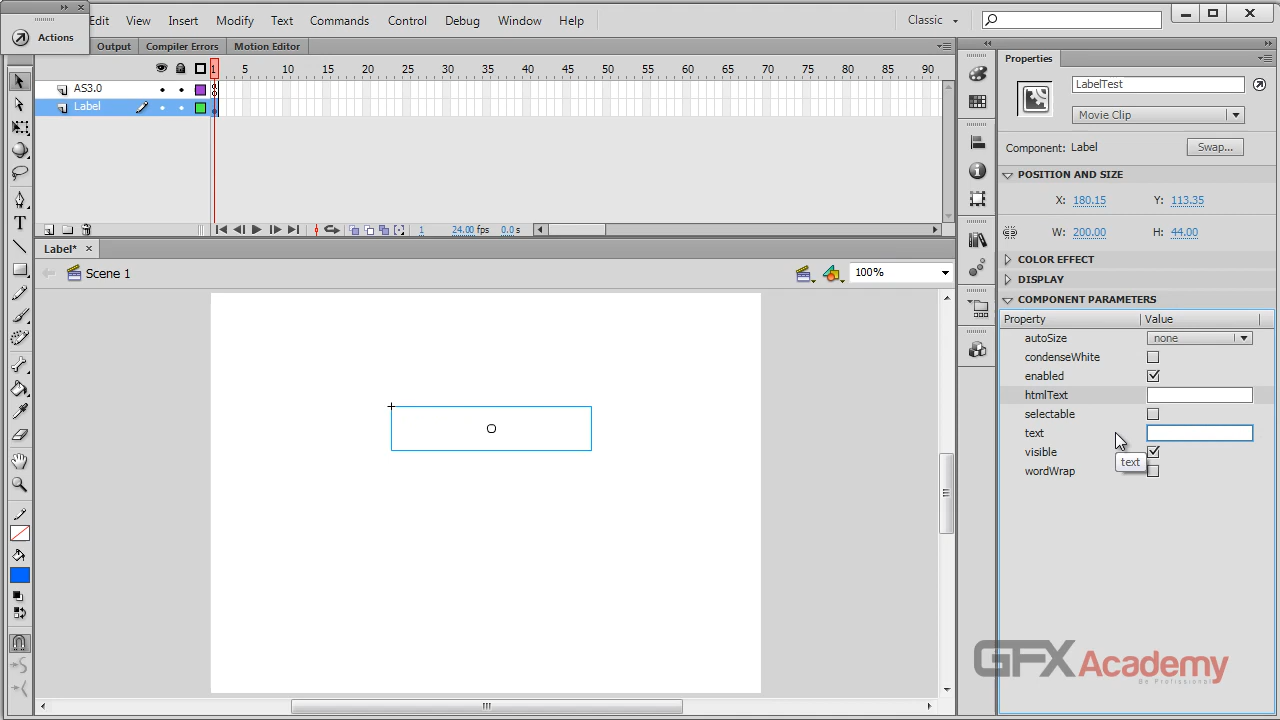 Actions
Edit View Insert Modify Text Commands Control Debug Window Help
Classic
Output Compiler Errors Motion Editor
1 5 10 15 20 25 30 35 40 45 50 55 60 65 70 75 80 85 90
AS3.0
Label
1 24.00 fps 0.0 s
Label*
Scene 1
100%
Properties
LabelTest
Movie Clip
Component: Label Swap...
POSITION AND SIZE
X: 180.15 Y: 113.35
W: 200.00 H: 44.00
COLOR EFFECT
DISPLAY
COMPONENT PARAMETERS
Property Value
autoSize none
condenseWhite
enabled
htmlText
selectable
text
visible
text
wordWrap
GFX Academy
Be Professional